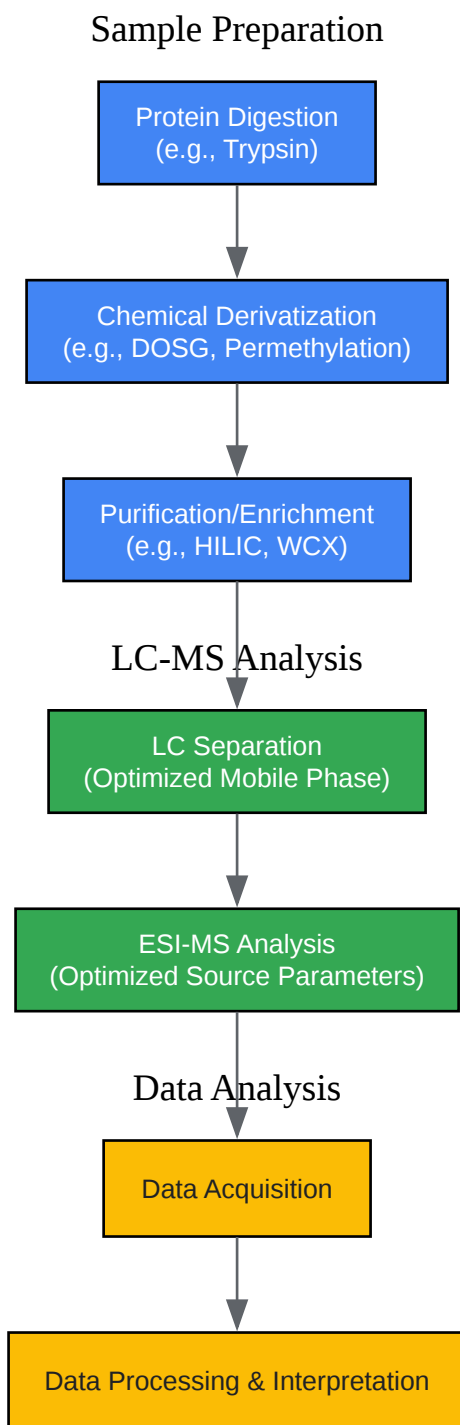 Sample Preparation
Protein Digestion
(e.g., Trypsin)
Chemical Derivatization
(e.g., DOSG, Permethylation)
Purification/Enrichment
(e.g., HILIC, WCX)
LC-MS Analysis
LC Separation
(Optimized Mobile Phase)
ESI-MS Analysis
(Optimized Source Parameters)
Data Analysis
Data Acquisition
Data Processing & Interpretation